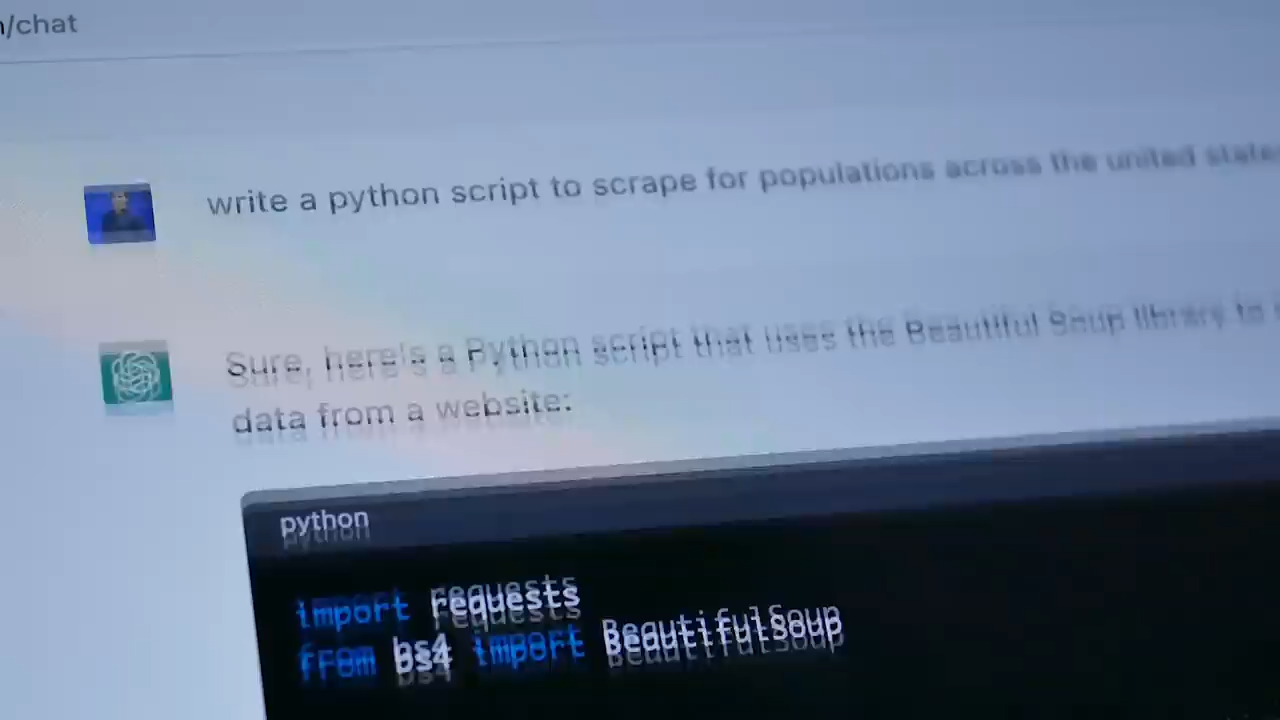 /chat
write a python script to scrape for populations across the united
Sure, here's a Python script that uses the Beautiful Soup library to
data from a website:
python
import requests
from bs4 import BeautifulSoup